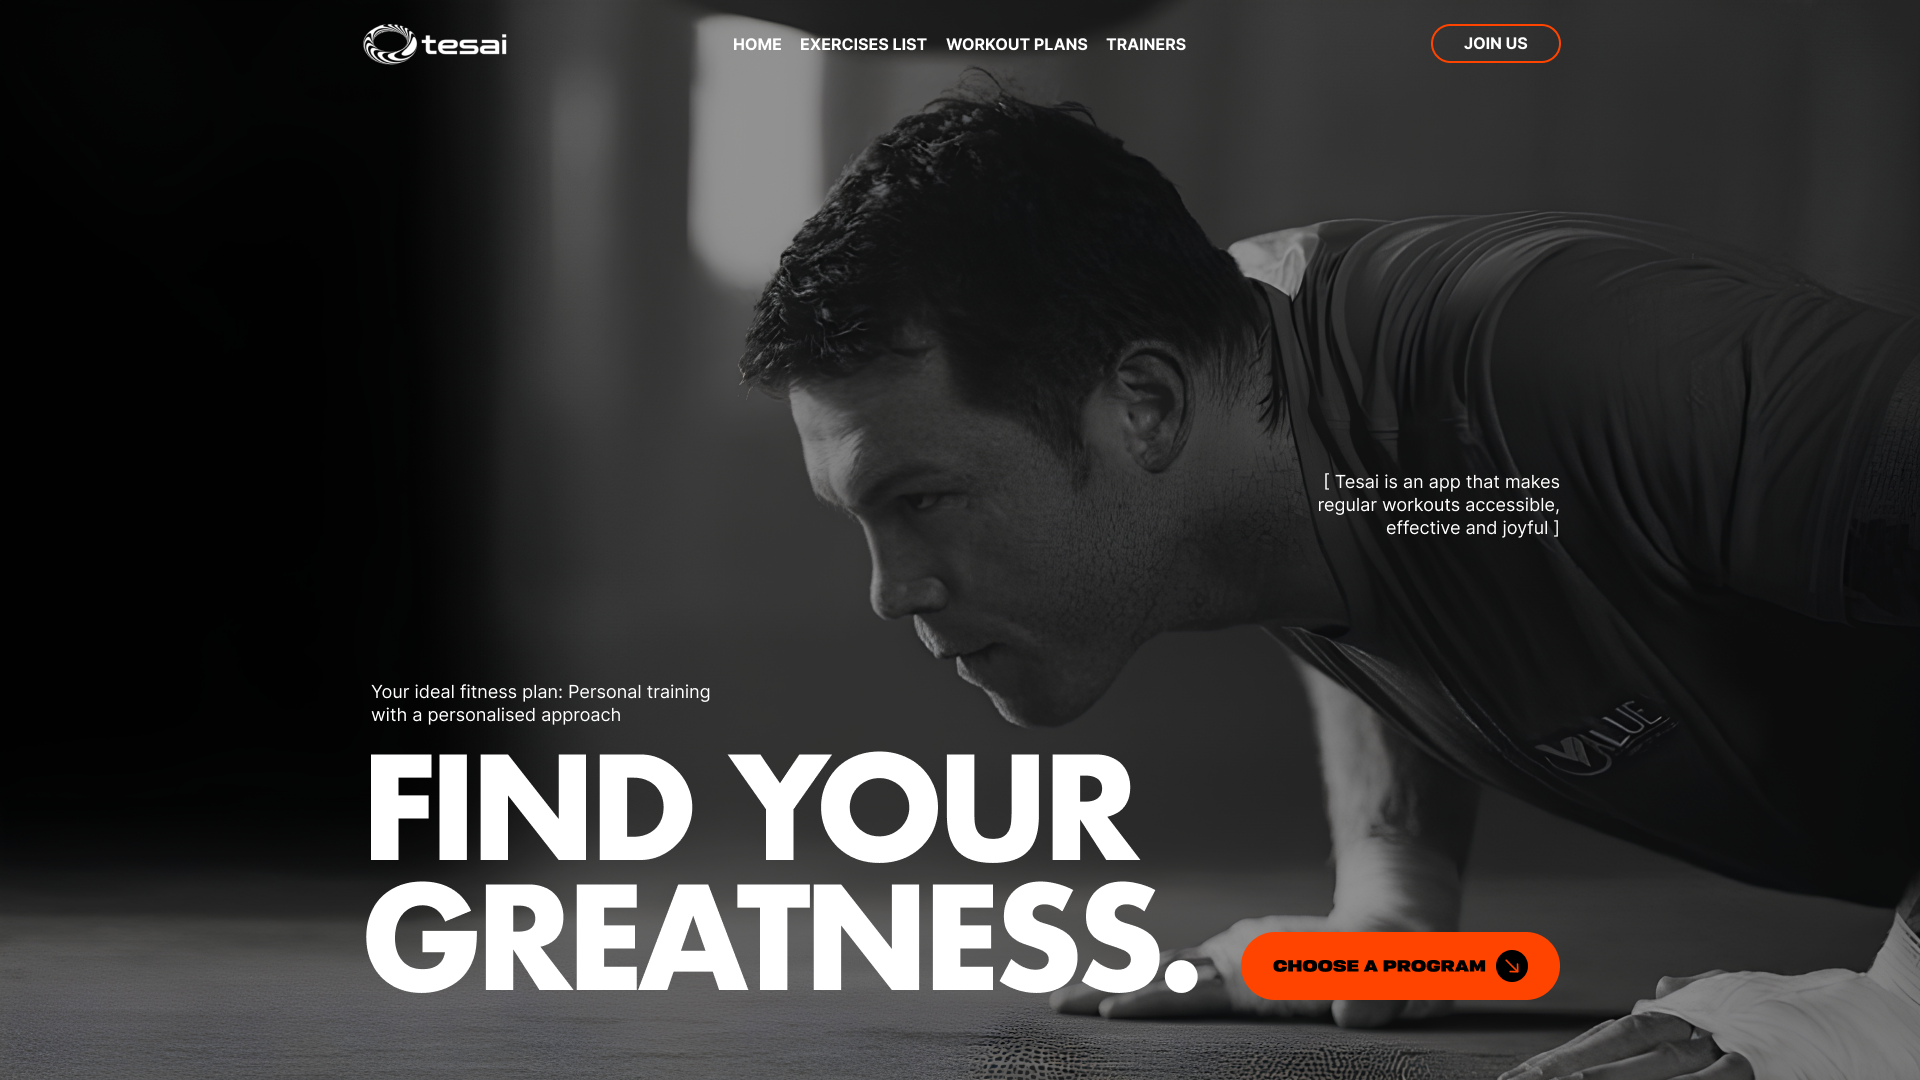 tesai
HOME EXERCISES LIST WORKOUT PLANS TRAINERS
JOIN US
[ Tesai is an app that makes
regular workouts accessible,
effective and joyful ]
Your ideal fitness plan: Personal training
with a personalised approach
VALUE
FIND YOUR
GREATNESS.
CHOOSE A PROGRAM